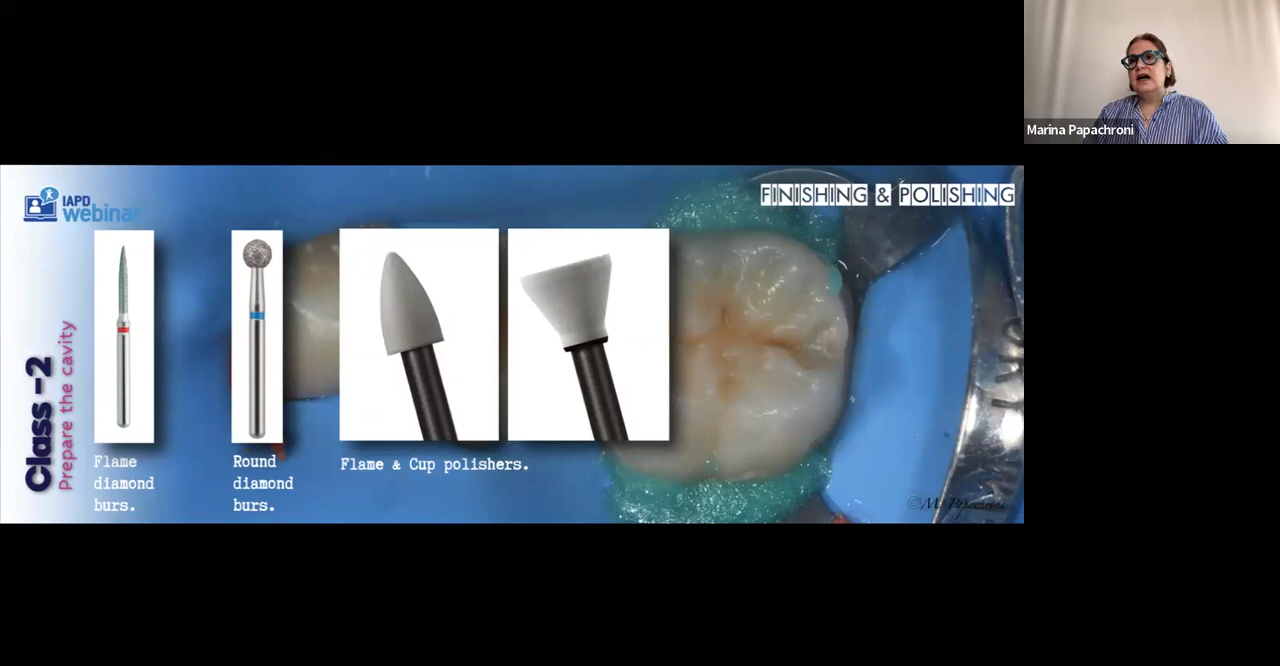 Marina Papachroni
IAPD
webinar
FINISHING & POLISHING
Class -2
Prepare the cavity
Flame
diamond
burs.
Round
diamond
burs.
Flame & Cup polishers.
©M. Papachroni